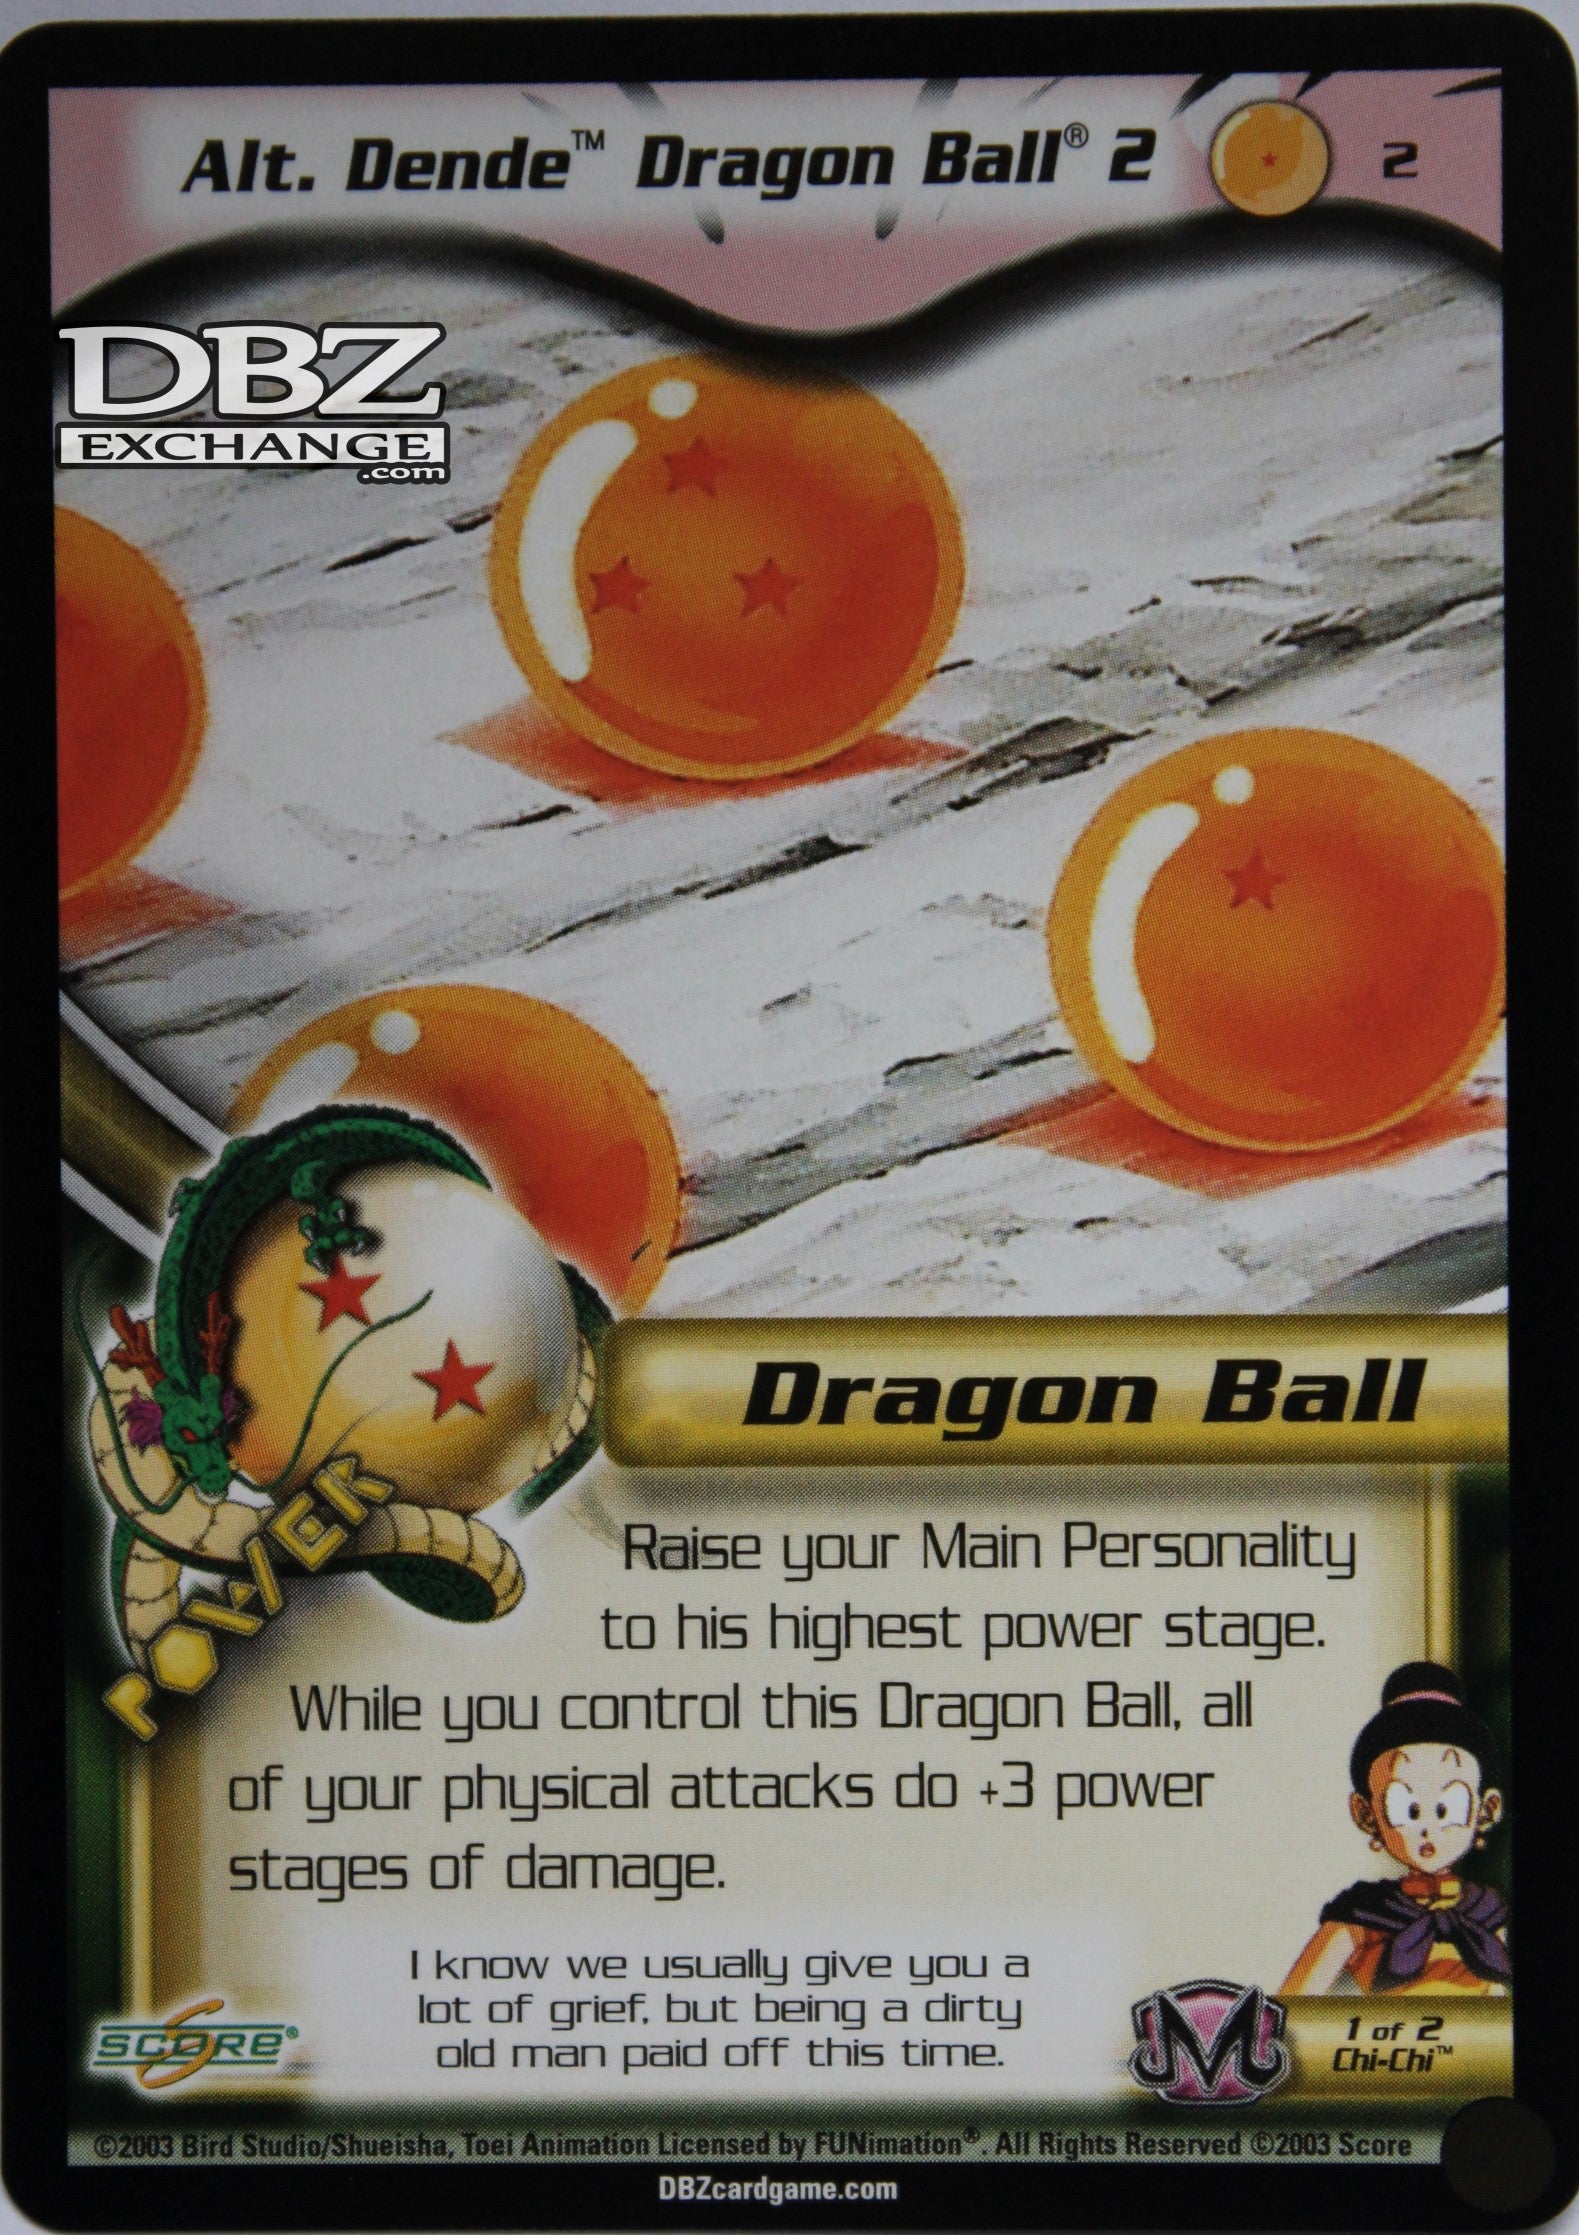 Alt. Dende™ Dragon Ball® 2
2
DBZ
EXCHANGE
.com
Dragon Ball
POWER
Raise your Main Personality
to his highest power stage.
While you control this Dragon Ball, all
of your physical attacks do +3 power
stages of damage.
I know we usually give you a
lot of grief, but being a dirty
old man paid off this time.
SCORE®
M
1 of 2
Chi-Chi™
©2003 Bird Studio/Shueisha, Toei Animation Licensed by FUNimation®. All Rights Reserved ©2003 Score
DBZcardgame.com